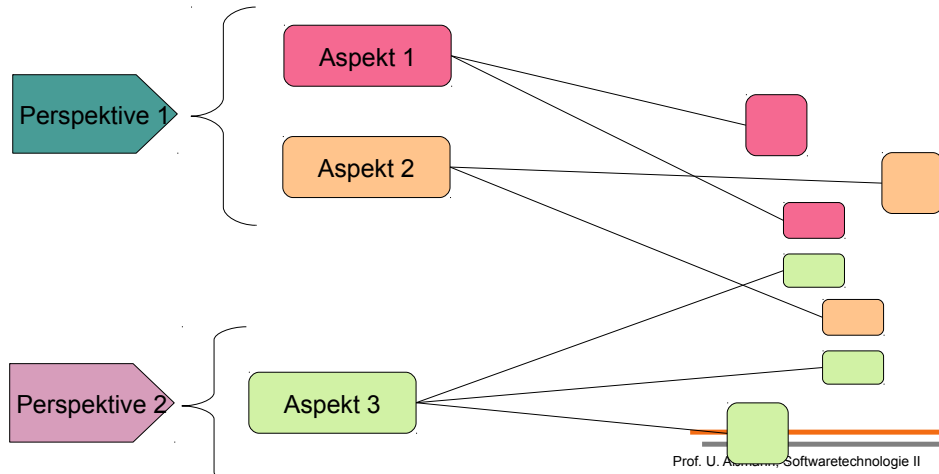 Aspekt 1
Perspektive 1
Aspekt 2
Perspektive 2
Aspekt 3
Prof. U. Softwaretechnologie II